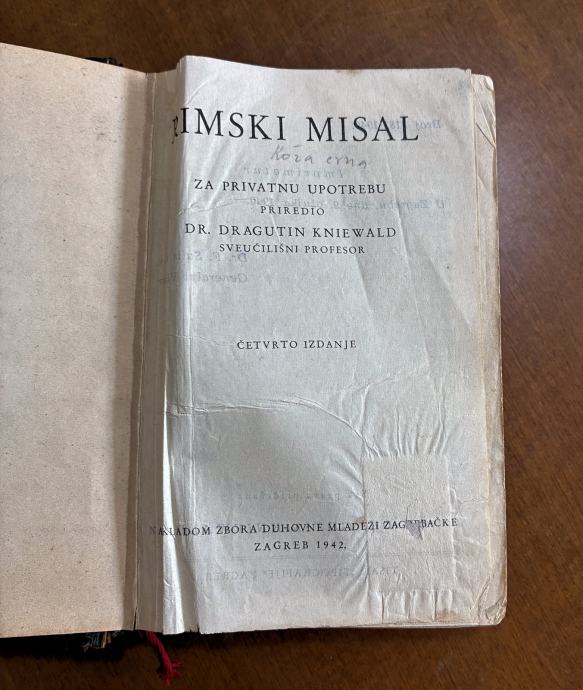 RIMSKI MISAL
Koža crna
ZA PRIVATNU UPOTREBU
PRIREDIO
DR. DRAGUTIN KNIEWALD
SVEUČILIŠNI PROFESOR
ČETVRTO IZDANJE
NAKLADOM ZBORA DUHOVNE MLADEŽI ZAGREBAČKE
ZAGREB 1942.